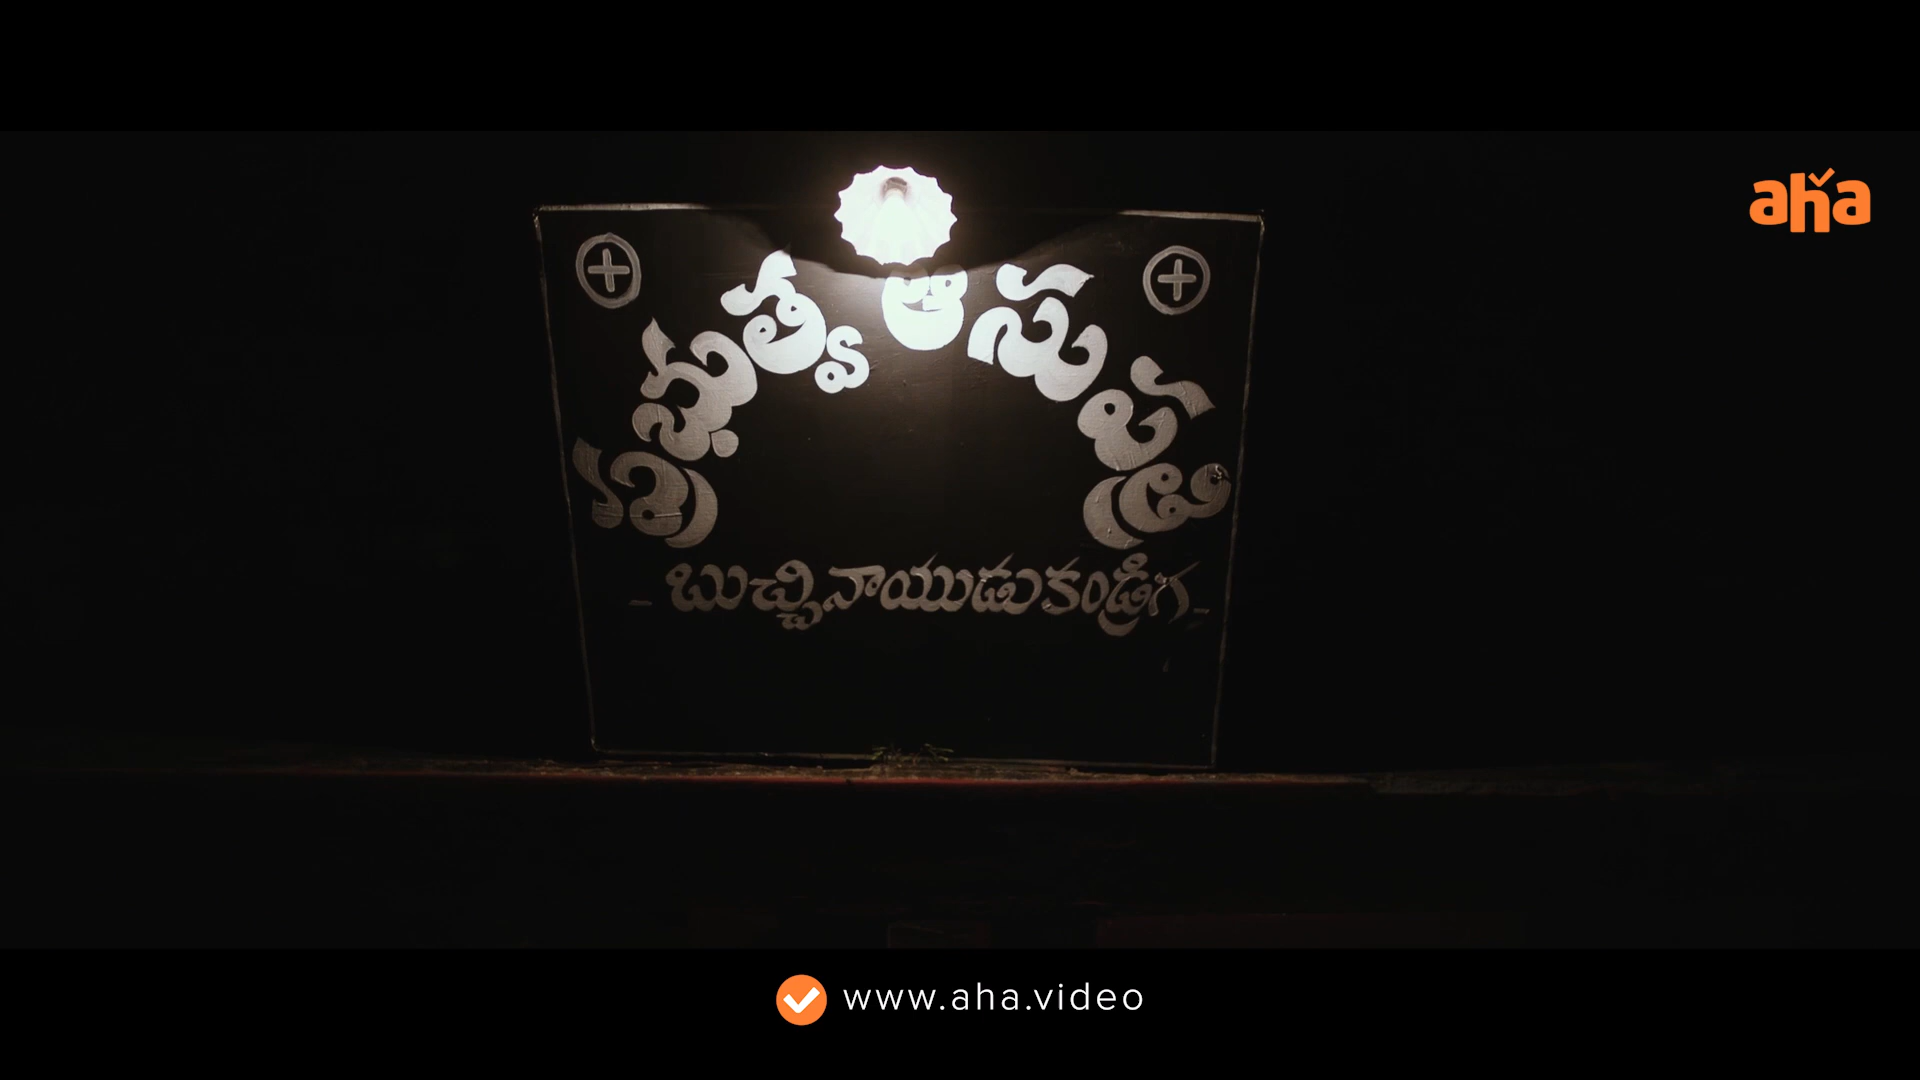 aha
ప్రభుత్వ ఆసుపత్రి
- బుచ్చినాయుడుకండ్రిగ -
www.aha.video